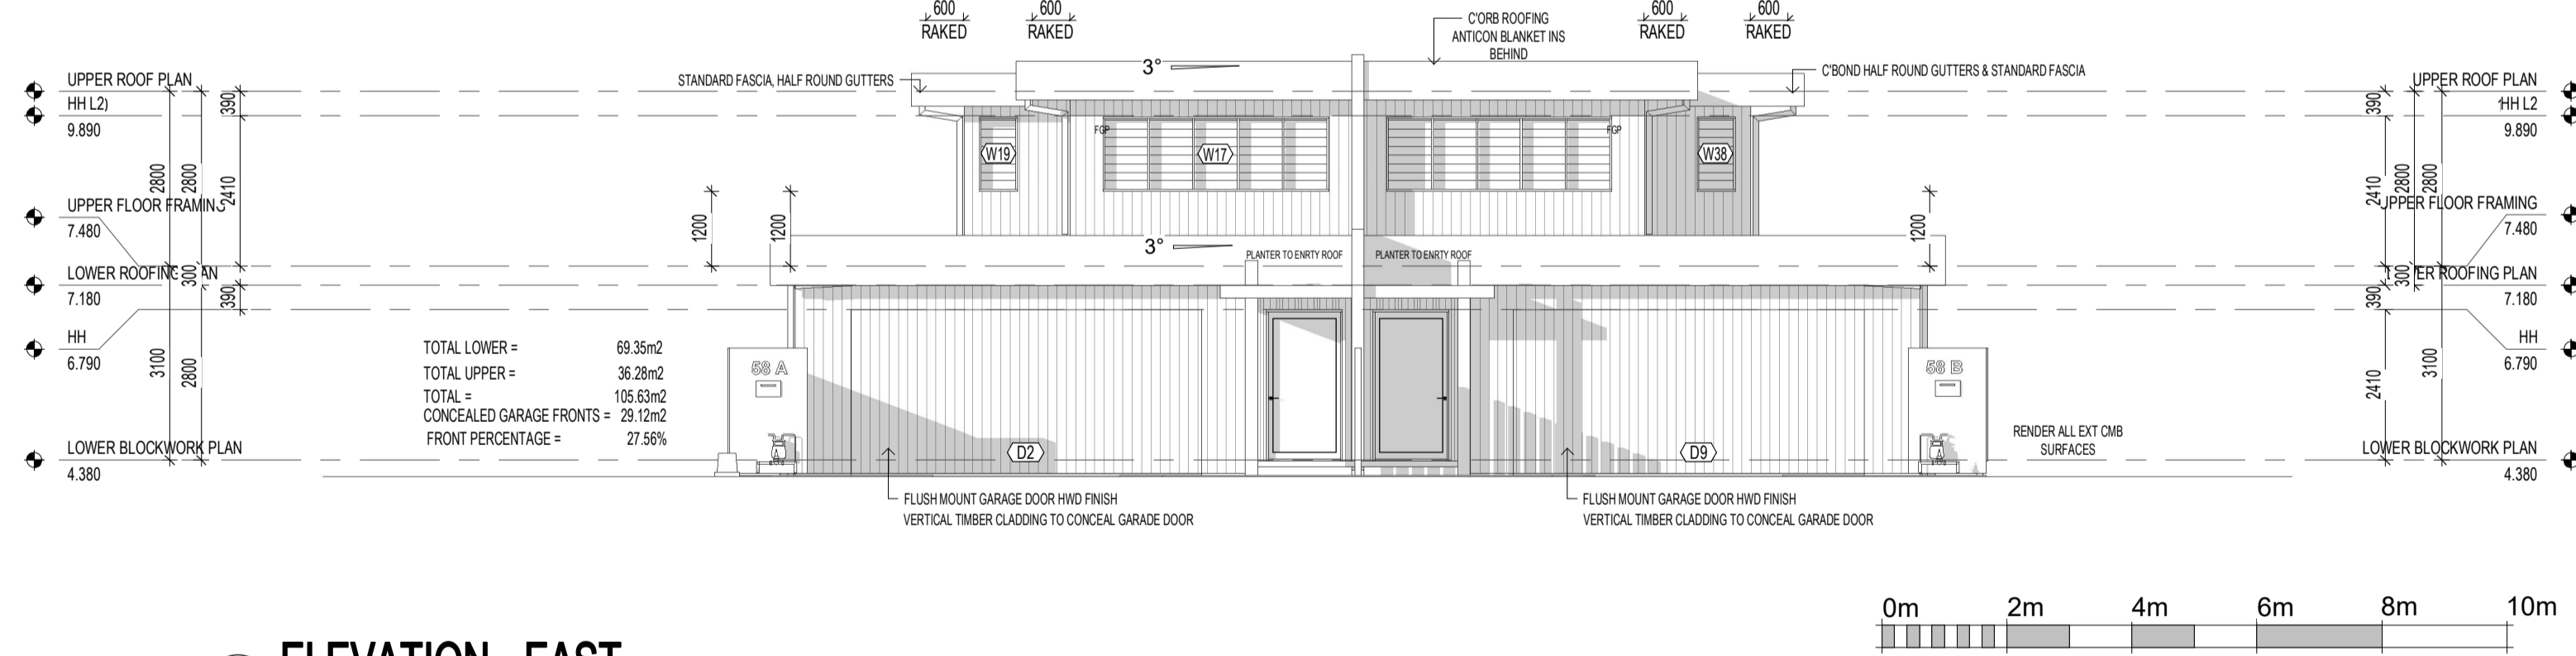 600
RAKED
600
RAKED
C'ORB ROOFING
ANTICON BLANKET INS
BEHIND
600
RAKED
600
RAKED
STANDARD FASCIA, HALF ROUND GUTTERS
3°
C'BOND HALF ROUND GUTTERS & STANDARD FASCIA
UPPER ROOF PLAN
HH L2)
9.890
UPPER FLOOR FRAMING
7.480
LOWER ROOFING PLAN
7.180
HH
6.790
LOWER BLOCKWORK PLAN
4.380
2800
2800
390
2410
300
390
3100
2800
1200
1200
FGP
W19
W17
FGP
W38
3°
PLANTER TO ENRTY ROOF
PLANTER TO ENRTY ROOF
1200
TOTAL LOWER = 69.35m2
TOTAL UPPER = 36.28m2
TOTAL = 105.63m2
CONCEALED GARAGE FRONTS = 29.12m2
FRONT PERCENTAGE = 27.56%
58 A
A
D2
D9
58 B
A
RENDER ALL EXT CMB
SURFACES
FLUSH MOUNT GARAGE DOOR HWD FINISH
VERTICAL TIMBER CLADDING TO CONCEAL GARADE DOOR
FLUSH MOUNT GARAGE DOOR HWD FINISH
VERTICAL TIMBER CLADDING TO CONCEAL GARADE DOOR
390
2410
2800
2800
300
390
2410
3100
UPPER ROOF PLAN
HH L2
9.890
UPPER FLOOR FRAMING
7.480
ER ROOFING PLAN
7.180
HH
6.790
LOWER BLOCKWORK PLAN
4.380
0m 2m 4m 6m 8m 10m
ELEVATION EAST